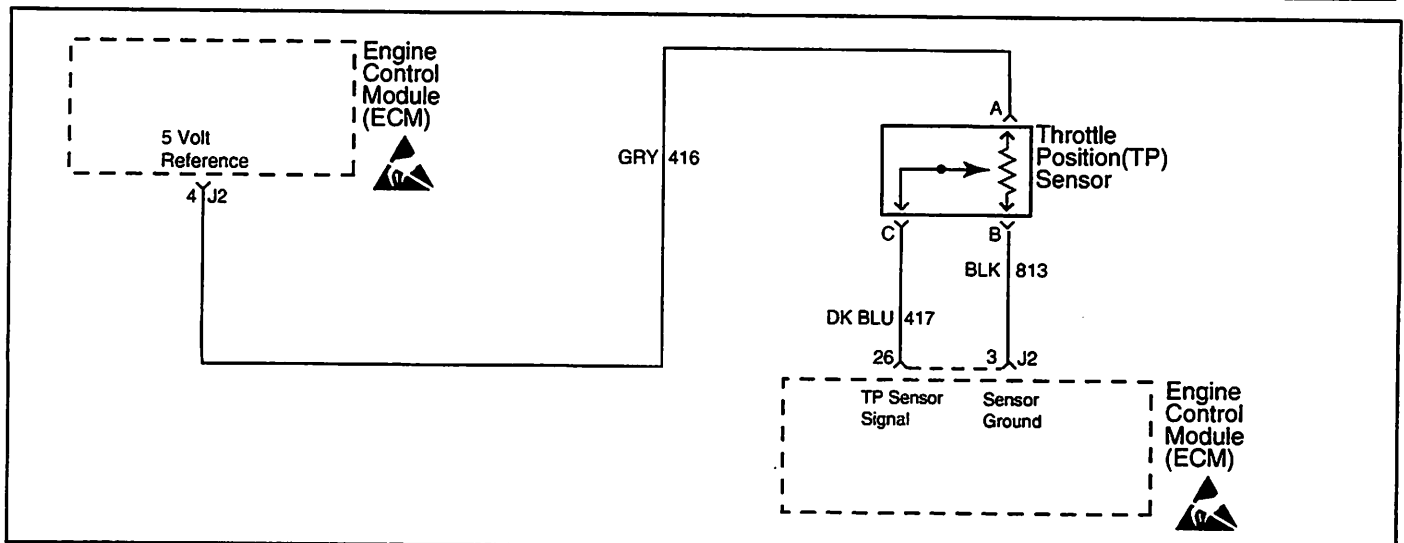 Engine
Control
Module
(ECM)
5 Volt
Reference
4 J2
GRY 416
A
Throttle
Position(TP)
Sensor
C B
BLK 813
DK BLU 417
26 3 J2
TP Sensor Sensor
Signal Ground
Engine
Control
Module
(ECM)